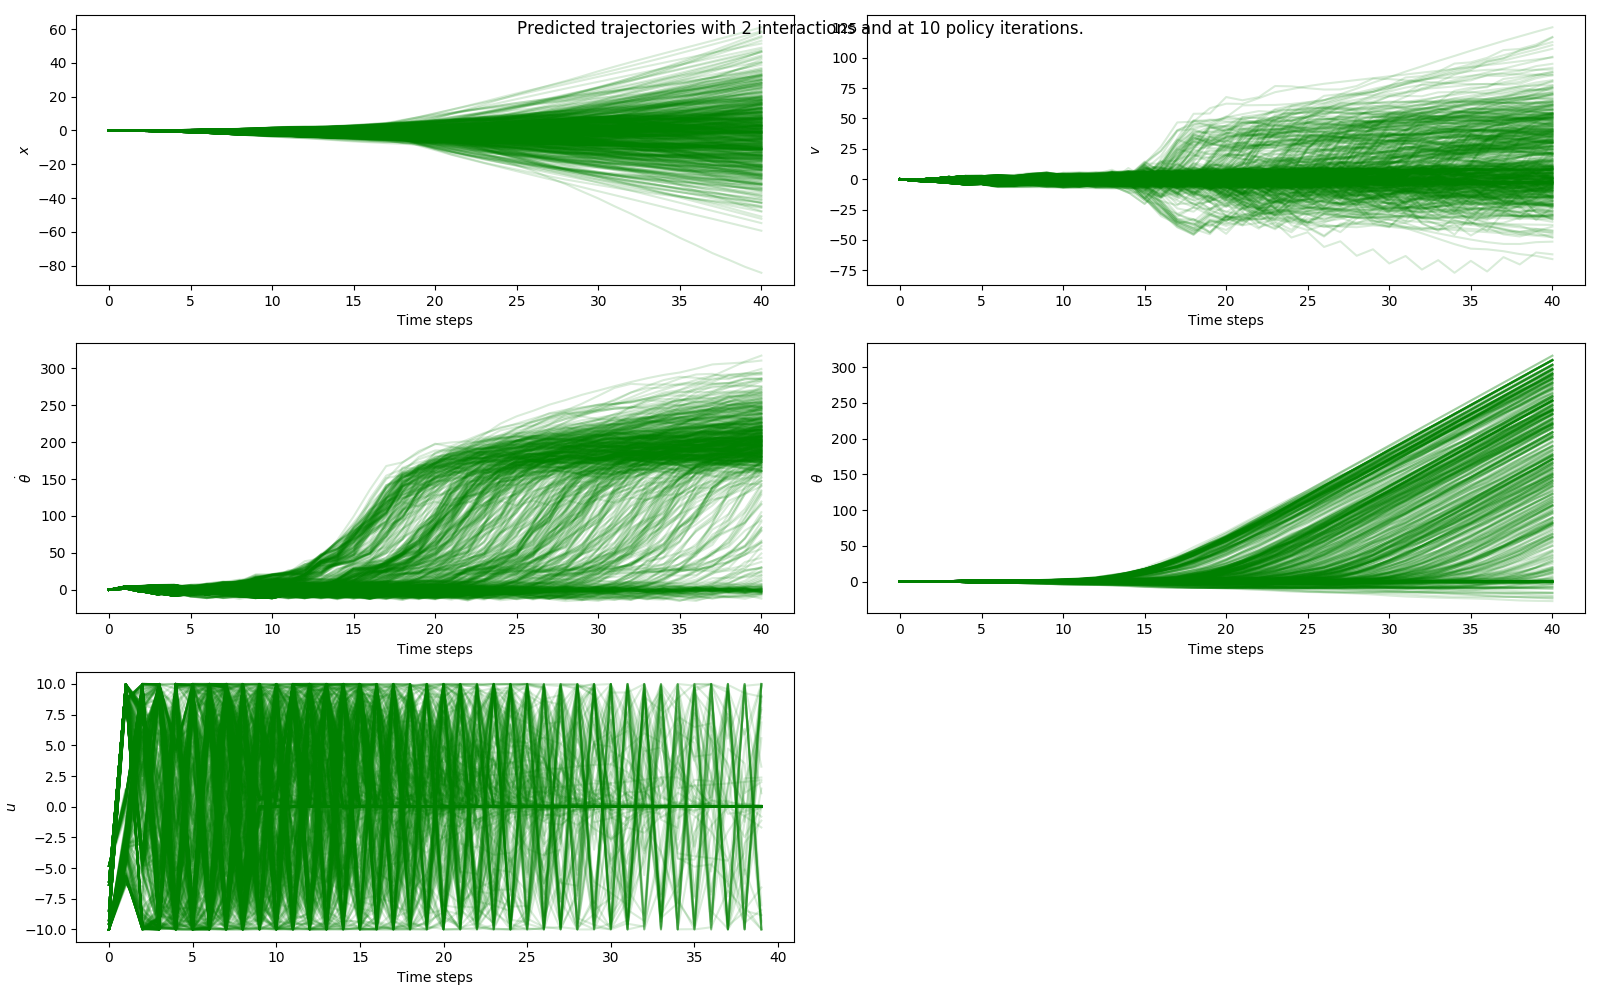 Predicted trajectories with 2 interactions and at 10 policy iterations.
60
40
20
0
−20
−40
−60
−80
x
0 5 10 15 20 25 30 35 40
Time steps
125
100
75
50
25
0
−25
−50
−75
v
0 5 10 15 20 25 30 35 40
Time steps
300
250
200
150
100
50
0
θ̇
0 5 10 15 20 25 30 35 40
Time steps
300
250
200
150
100
50
0
θ
0 5 10 15 20 25 30 35 40
Time steps
10.0
7.5
5.0
2.5
0.0
−2.5
−5.0
−7.5
−10.0
u
0 5 10 15 20 25 30 35 40
Time steps